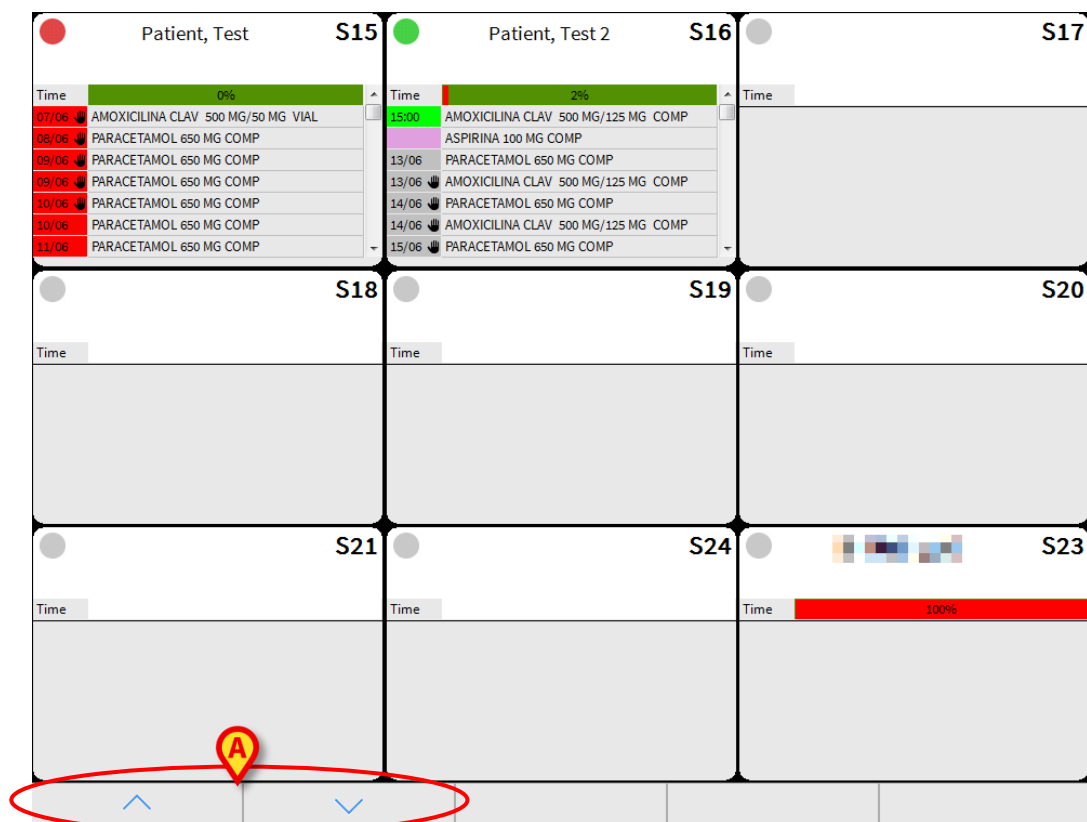 Patient, Test S15
Time 0%
07/06 AMOXICILINA CLAV 500 MG/50 MG VIAL
08/06 PARACETAMOL 650 MG COMP
09/06 PARACETAMOL 650 MG COMP
09/06 PARACETAMOL 650 MG COMP
10/06 PARACETAMOL 650 MG COMP
10/06 PARACETAMOL 650 MG COMP
11/06 PARACETAMOL 650 MG COMP
Patient, Test 2 S16
Time 2%
15:00 AMOXICILINA CLAV 500 MG/125 MG COMP
ASPIRINA 100 MG COMP
13/06 PARACETAMOL 650 MG COMP
13/06 AMOXICILINA CLAV 500 MG/125 MG COMP
14/06 PARACETAMOL 650 MG COMP
14/06 AMOXICILINA CLAV 500 MG/125 MG COMP
15/06 PARACETAMOL 650 MG COMP
S17
Time
S18
Time
S19
Time
S20
Time
S21
Time
S24
Time
S23
Time 100%
A